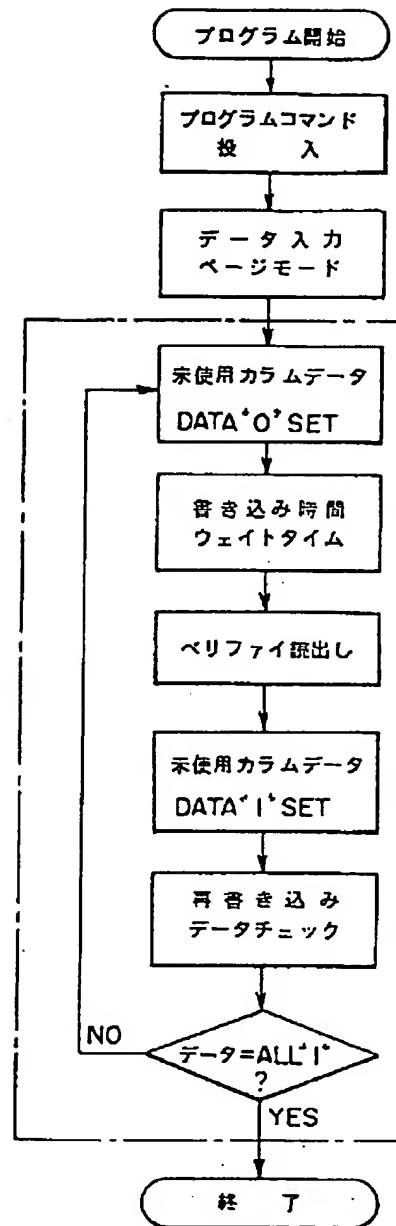 プログラム開始
プログラムコマンド
投 入
データ入力
ページモード
未使用カラムデータ
DATA"0"SET
書き込み時間
ウェイトタイム
ベリファイ読出し
未使用カラムデータ
DATA"1"SET
再書き込み
データチェック
NO
データ=ALL"1"
?
YES
終 了